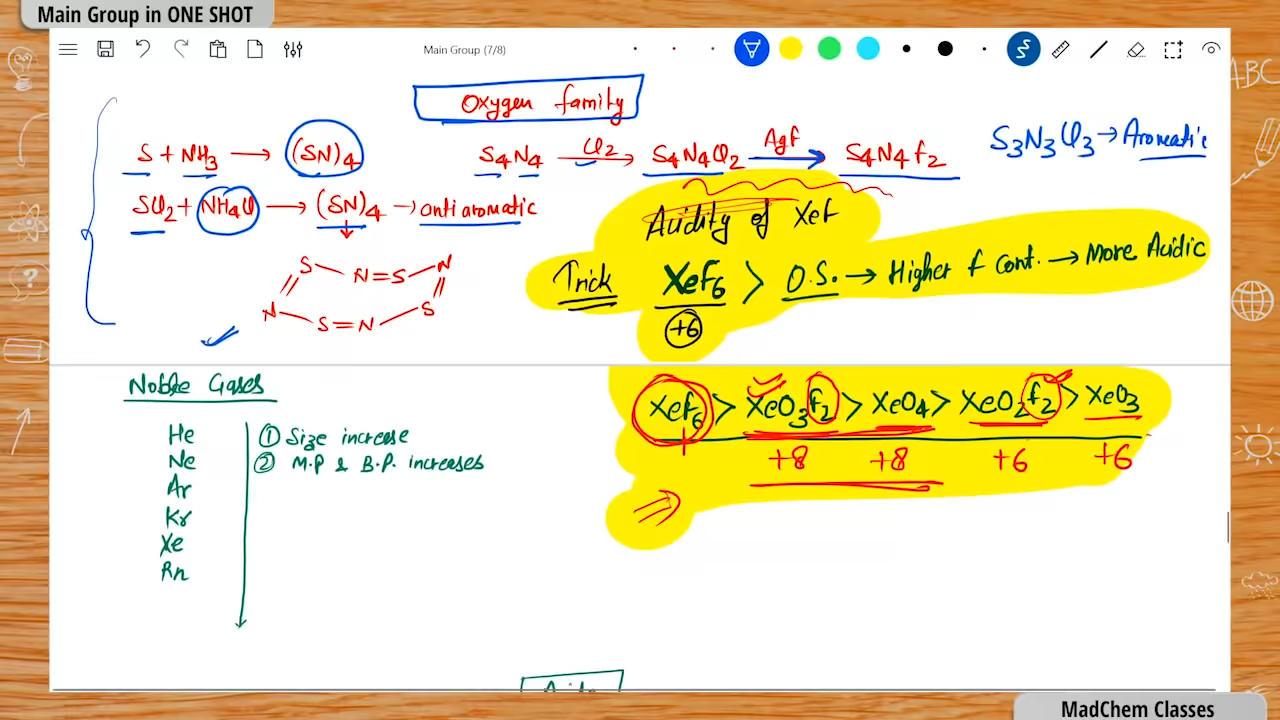 Main Group in ONE SHOT
Main Group (7/8)
Oxygen family
S + NH3 → (SN)4
S4N4 Cl2→ S4N4Cl2 AgF→ S4N4F2
S3N3Cl3 → Aromatic
SCl2 + NH4Cl → (SN)4 → antiaromatic
S N=S N
N S=N S
Acidity of XeF
Trick XeF6 > O.S. → Higher f cont. → More Acidic
+6
Noble Gases
XeF6 > XeO3F2 > XeO4 > XeO2F2 > XeO3
+8 +8 +6 +6
⇒
He ① Size increase
Ne ② M.P & B.P. increases
Ar
Kr
Xe
Rn
ABC
MadChem Classes